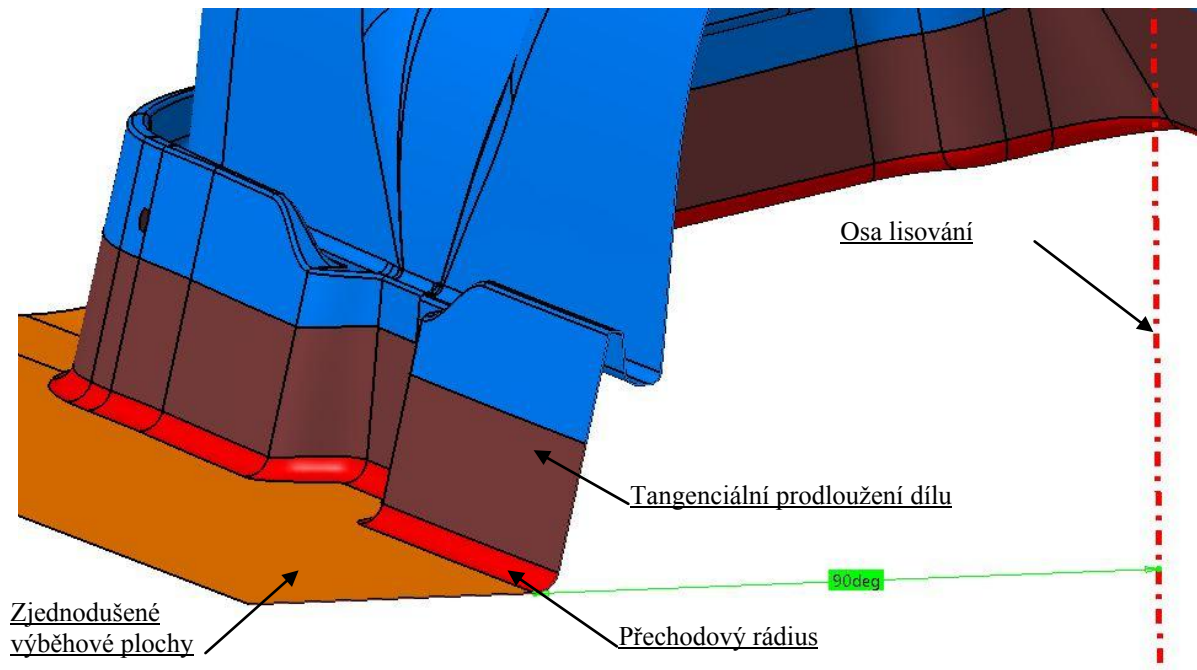 Osa lisování
Tangenciální prodloužení dílu
90deg
Zjednodušené
výběhové plochy
Přechodový rádius